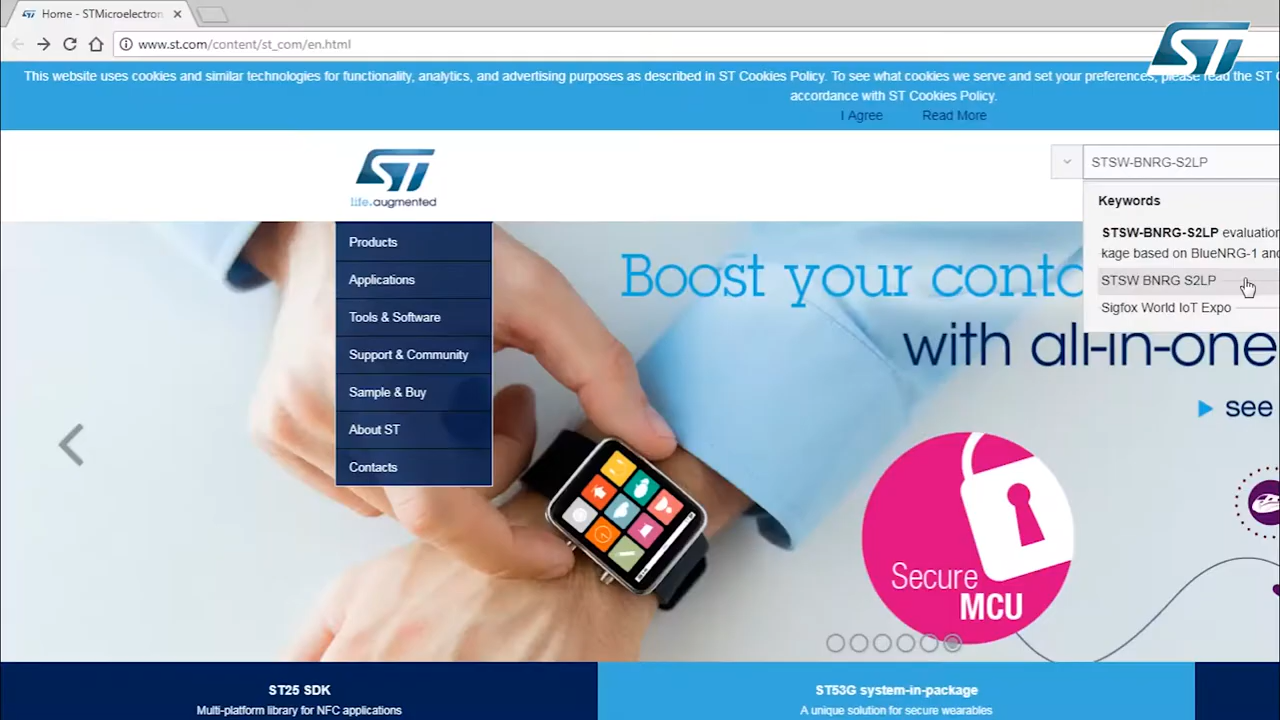 Home - STMicroelectron
www.st.com/content/st_com/en.html
ST
This website uses cookies and similar technologies for functionality, analytics, and advertising purposes as described in ST Cookies Policy. To see what cookies we serve and set your preferences, please read the ST
accordance with ST Cookies Policy.
I Agree Read More
ST
life.augmented
STSW-BNRG-S2LP
Keywords
STSW-BNRG-S2LP evaluation
kage based on BlueNRG-1 and
STSW BNRG S2LP
Sigfox World IoT Expo
Products
Applications
Tools & Software
Support & Community
Sample & Buy
About ST
Contacts
Boost your conta
with all-in-one
see
Secure
MCU
ST25 SDK
Multi-platform library for NFC applications
ST53G system-in-package
A unique solution for secure wearables